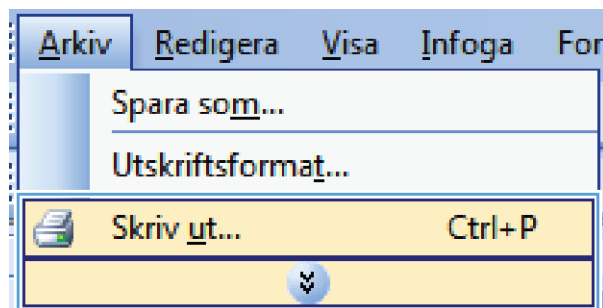 Arkiv Redigera Visa Infoga For
Spara som...
Utskriftsformat...
Skriv ut... Ctrl+P